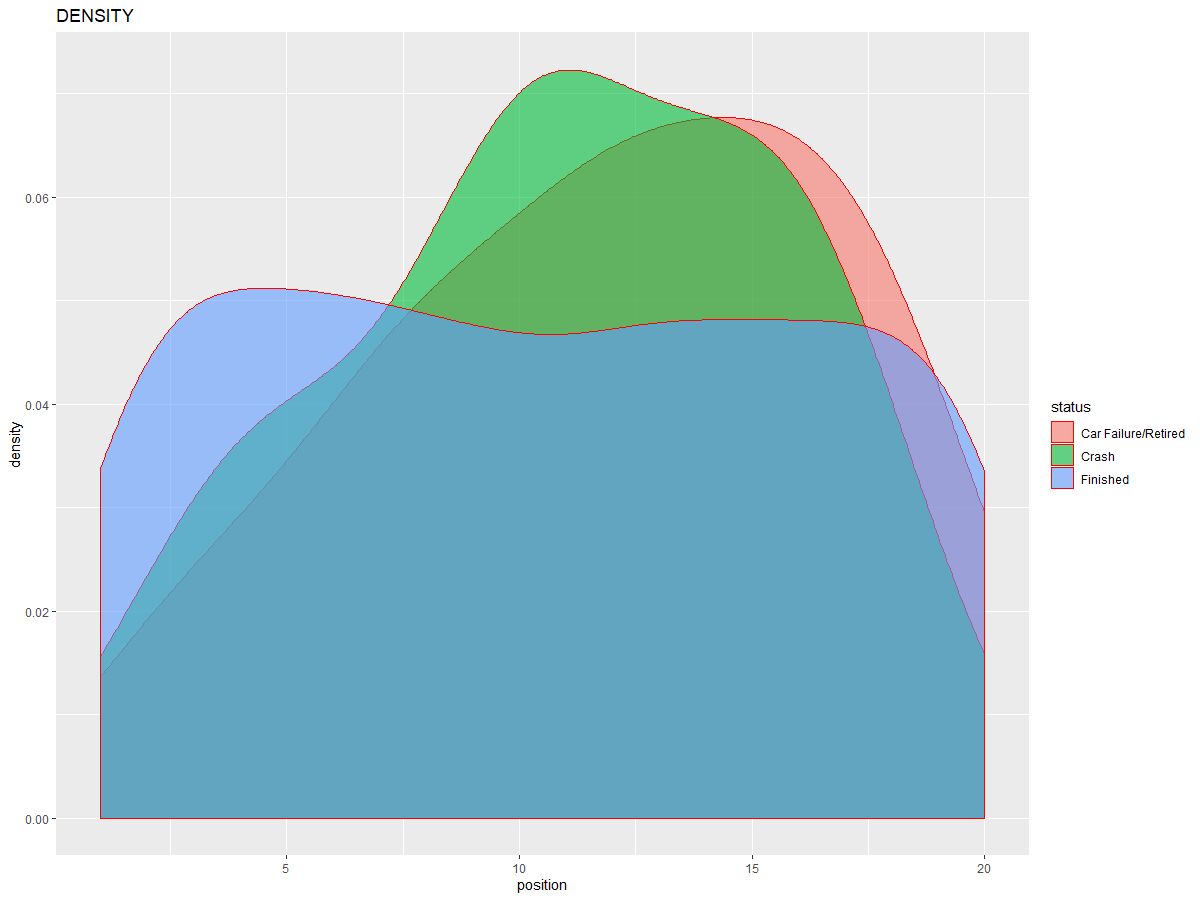 DENSITY
0.06
0.04
0.02
0.00
density
5
10
15
20
position
status
Car Failure/Retired
Crash
Finished